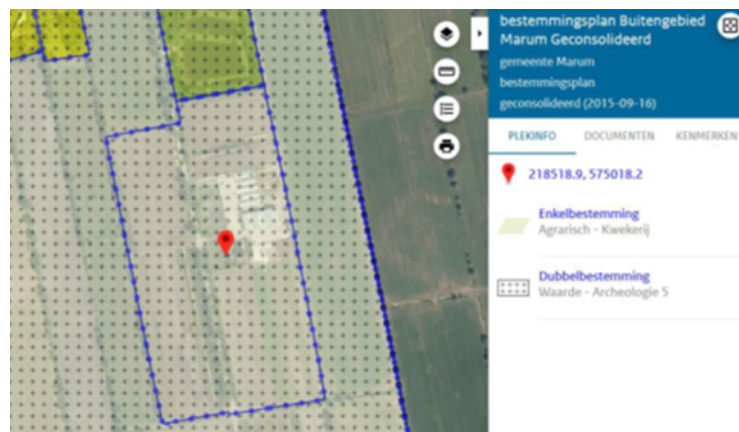 bestemmingsplan Buitengebied
Marum Geconsolideerd
gemeente Marum
bestemmingsplan
geconsolideerd (2015-09-16)
PLEKINFO DOCUMENTEN KENMERKEN
218518.9, 575018.2
Enkelbestemming
Agrarisch - Kwekerij
Dubbelbestemming
Waarde - Archeologie 5